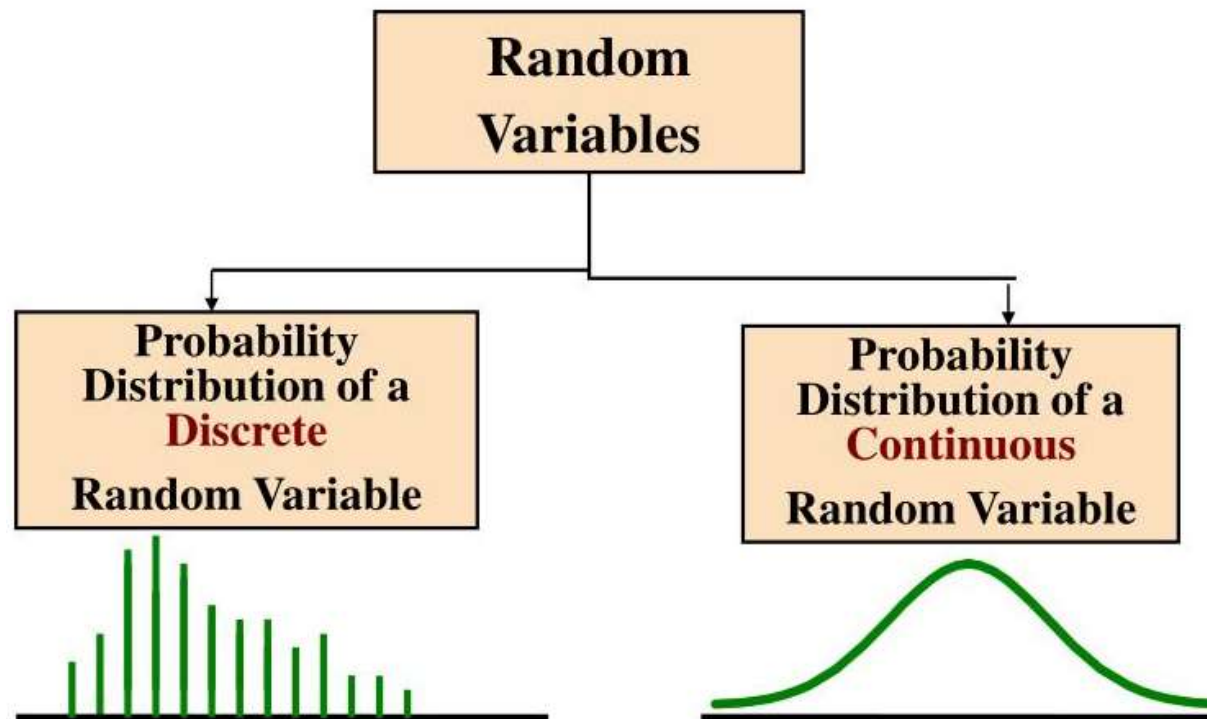 Random
Variables
Probability
Distribution of a
Discrete
Random Variable
Probability
Distribution of a
Continuous
Random Variable